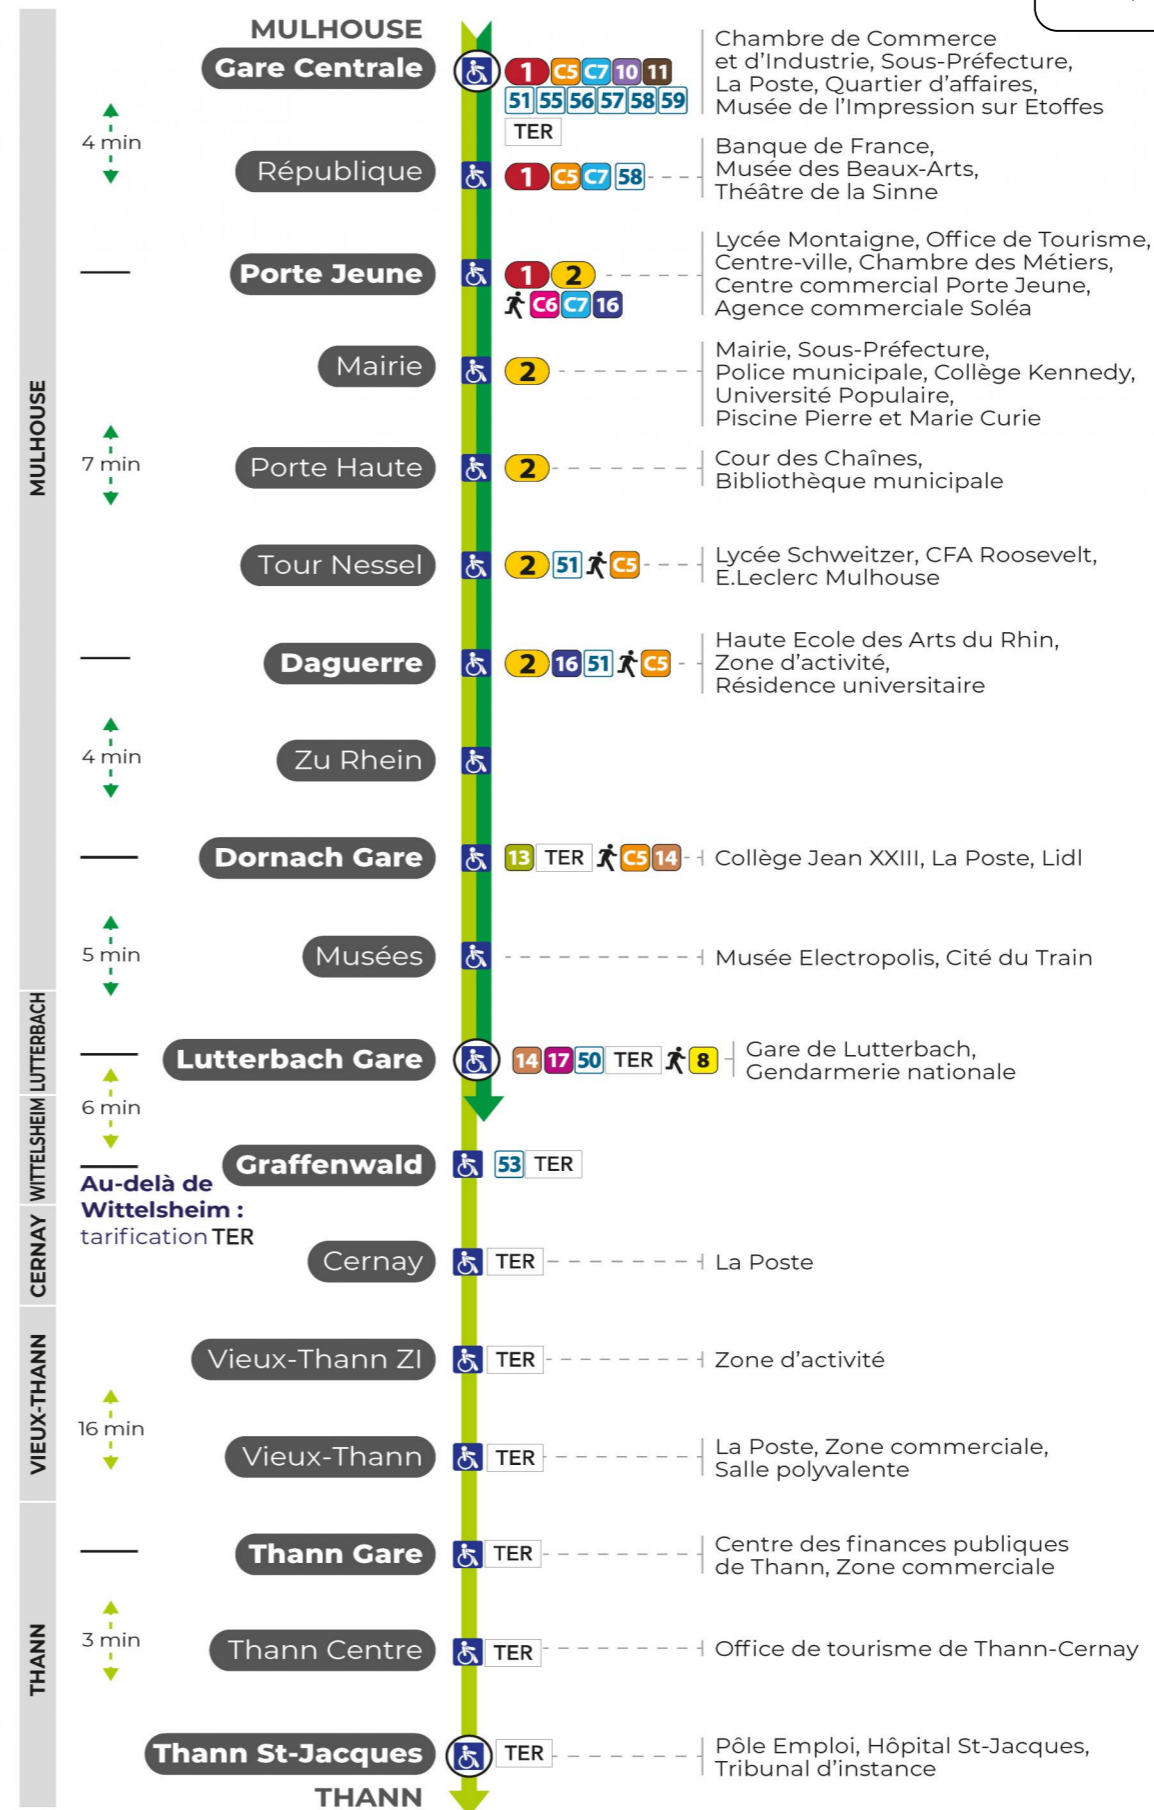 MULHOUSE
Gare Centrale
1 C5 C7 10 11
51 55 56 57 58 59
TER
Chambre de Commerce
et d'Industrie, Sous-Préfecture,
La Poste, Quartier d'affaires,
Musée de l'Impression sur Etoffes
4 min
République
1 C5 C7 58
Banque de France,
Musée des Beaux-Arts,
Théâtre de la Sinne
Porte Jeune
1 2
C6 C7 16
Lycée Montaigne, Office de Tourisme,
Centre-ville, Chambre des Métiers,
Centre commercial Porte Jeune,
Agence commerciale Soléa
MULHOUSE
Mairie
2
Mairie, Sous-Préfecture,
Police municipale, Collège Kennedy,
Université Populaire,
Piscine Pierre et Marie Curie
7 min
Porte Haute
2
Cour des Chaînes,
Bibliothèque municipale
Tour Nessel
2 51 C5
Lycée Schweitzer, CFA Roosevelt,
E.Leclerc Mulhouse
Daguerre
2 16 51 C5
Haute Ecole des Arts du Rhin,
Zone d'activité,
Résidence universitaire
4 min
Zu Rhein
Dornach Gare
13 TER C5 14
Collège Jean XXIII, La Poste, Lidl
5 min
Musées
Musée Electropolis, Cité du Train
LUTTERBACH
Lutterbach Gare
14 17 50 TER 8
Gare de Lutterbach,
Gendarmerie nationale
6 min
WITTELSHEIM
Graffenwald
53 TER
Au-delà de
Wittelsheim :
tarification TER
CERNAY
Cernay
TER
La Poste
VIEUX-THANN
Vieux-Thann ZI
TER
Zone d'activité
16 min
Vieux-Thann
TER
La Poste, Zone commerciale,
Salle polyvalente
Thann Gare
TER
Centre des finances publiques
de Thann, Zone commerciale
THANN
3 min
Thann Centre
TER
Office de tourisme de Thann-Cernay
Thann St-Jacques
TER
Pôle Emploi, Hôpital St-Jacques,
Tribunal d'instance
THANN